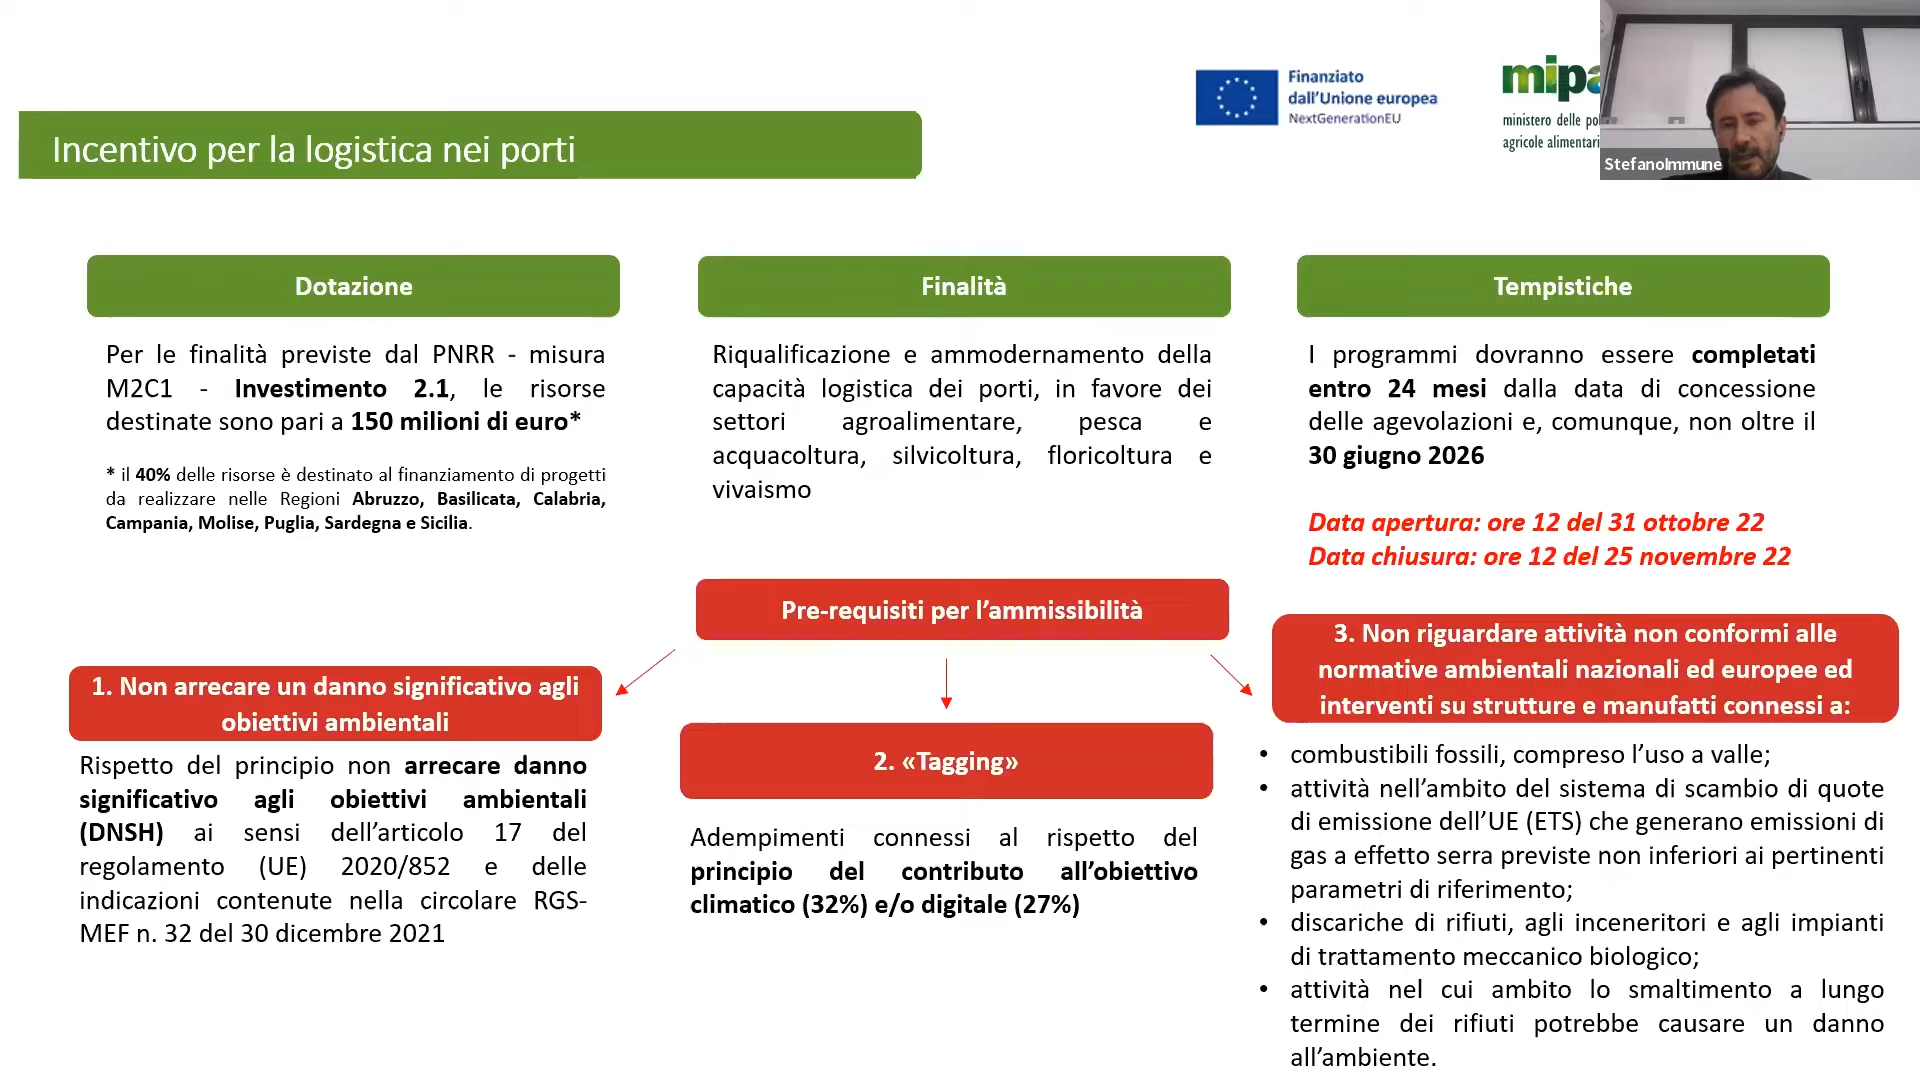 Finanziato
dall'Unione europea
NextGenerationEU
ministero delle
agricole alimentari
StefanoImmune
Incentivo per la logistica nei porti
Dotazione
Per le finalità previste dal PNRR - misura
M2C1 - Investimento 2.1, le risorse
destinate sono pari a 150 milioni di euro*
* il 40% delle risorse è destinato al finanziamento di progetti
da realizzare nelle Regioni Abruzzo, Basilicata, Calabria,
Campania, Molise, Puglia, Sardegna e Sicilia.
Finalità
Riqualificazione e ammodernamento della
capacità logistica dei porti, in favore dei
settori agroalimentare, pesca e
acquacoltura, silvicoltura, floricoltura e
vivaismo
Tempistiche
I programmi dovranno essere completati
entro 24 mesi dalla data di concessione
delle agevolazioni e, comunque, non oltre il
30 giugno 2026
Data apertura: ore 12 del 31 ottobre 22
Data chiusura: ore 12 del 25 novembre 22
Pre-requisiti per l'ammissibilità
1. Non arrecare un danno significativo agli
obiettivi ambientali
Rispetto del principio non arrecare danno
significativo agli obiettivi ambientali
(DNSH) ai sensi dell'articolo 17 del
regolamento (UE) 2020/852 e delle
indicazioni contenute nella circolare RGS-
MEF n. 32 del 30 dicembre 2021
2. «Tagging»
Adempimenti connessi al rispetto del
principio del contributo all'obiettivo
climatico (32%) e/o digitale (27%)
3. Non riguardare attività non conformi alle
normative ambientali nazionali ed europee ed
interventi su strutture e manufatti connessi a:
• combustibili fossili, compreso l'uso a valle;
• attività nell'ambito del sistema di scambio di quote
di emissione dell'UE (ETS) che generano emissioni di
gas a effetto serra previste non inferiori ai pertinenti
parametri di riferimento;
• discariche di rifiuti, agli inceneritori e agli impianti
di trattamento meccanico biologico;
• attività nel cui ambito lo smaltimento a lungo
termine dei rifiuti potrebbe causare un danno
all'ambiente.